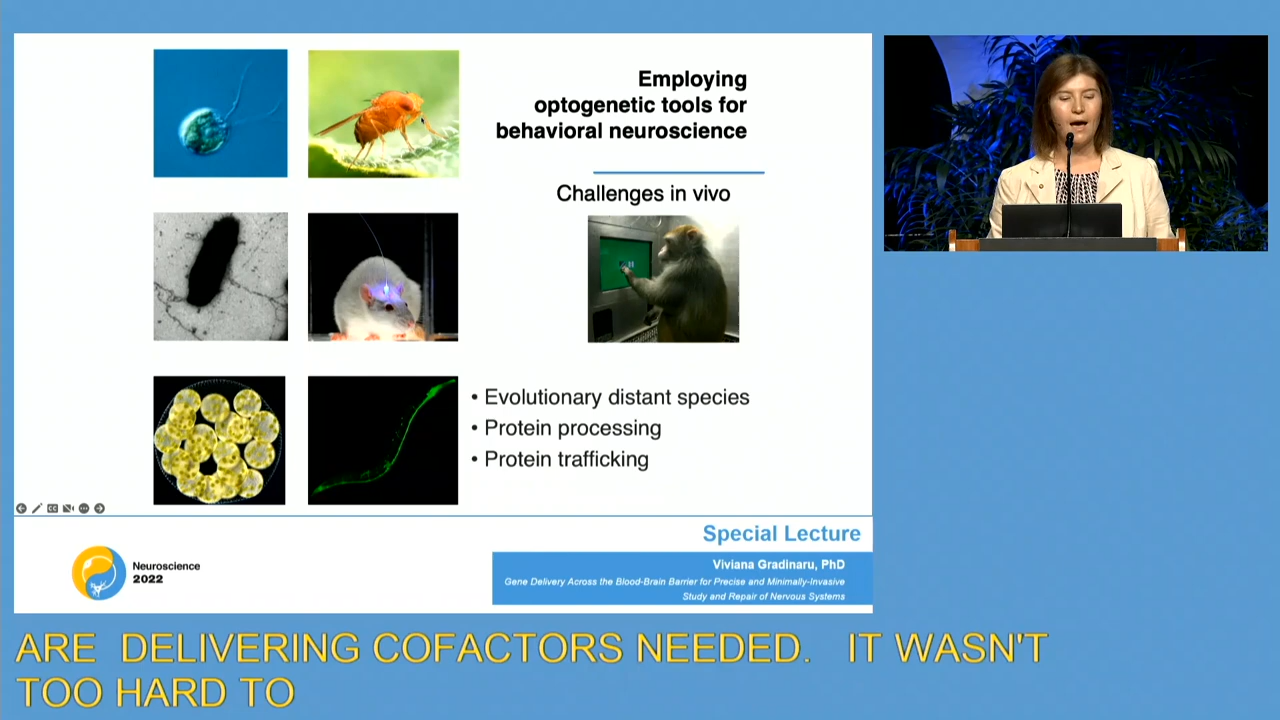 Employing
optogenetic tools for
behavioral neuroscience
Challenges in vivo
• Evolutionary distant species
• Protein processing
• Protein trafficking
Special Lecture
Neuroscience
2022
Viviana Gradinaru, PhD
Gene Delivery Across the Blood-Brain Barrier for Precise and Minimally-Invasive
Study and Repair of Nervous Systems
ARE  DELIVERING COFACTORS NEEDED.   IT WASN'T
TOO HARD TO